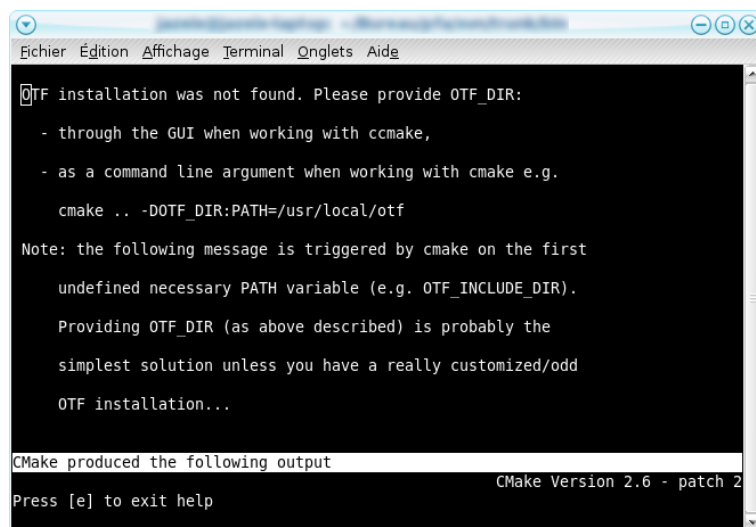 Fichier Édition Affichage Terminal Onglets Aide
OTF installation was not found. Please provide OTF_DIR:
- through the GUI when working with ccmake,
- as a command line argument when working with cmake e.g.
cmake .. -DOTF_DIR:PATH=/usr/local/otf
Note: the following message is triggered by cmake on the first
undefined necessary PATH variable (e.g. OTF_INCLUDE_DIR).
Providing OTF_DIR (as above described) is probably the
simplest solution unless you have a really customized/odd
OTF installation...
CMake produced the following output
CMake Version 2.6 - patch 2
Press [e] to exit help